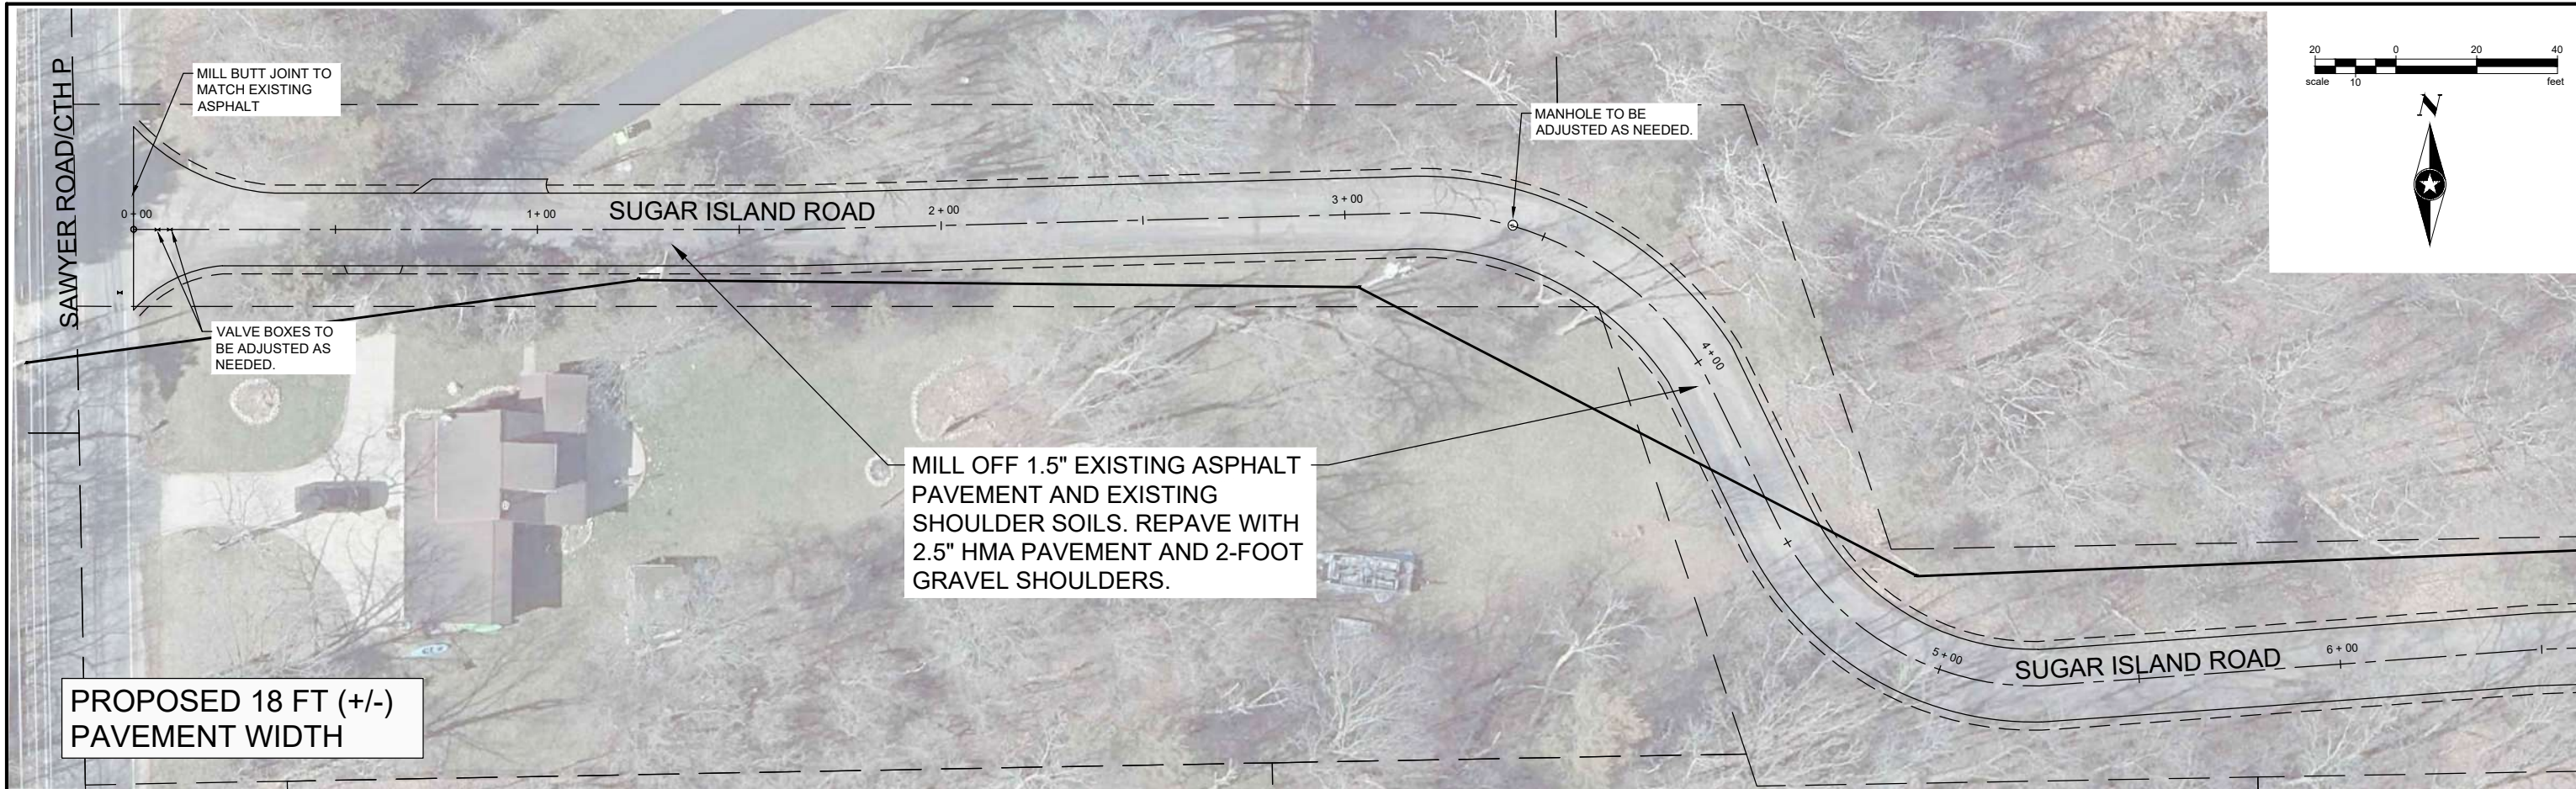 SAWYER ROAD/CTH P
MILL BUTT JOINT TO
MATCH EXISTING
ASPHALT
20 0 20 40
scale 10 feet
N
MANHOLE TO BE
ADJUSTED AS NEEDED.
0 + 00
1 + 00
SUGAR ISLAND ROAD
2 + 00
3 + 00
VALVE BOXES TO
BE ADJUSTED AS
NEEDED.
4 + 00
MILL OFF 1.5" EXISTING ASPHALT
PAVEMENT AND EXISTING
SHOULDER SOILS. REPAVE WITH
2.5" HMA PAVEMENT AND 2-FOOT
GRAVEL SHOULDERS.
5 + 00
SUGAR ISLAND ROAD
6 + 00
PROPOSED 18 FT (+/-)
PAVEMENT WIDTH